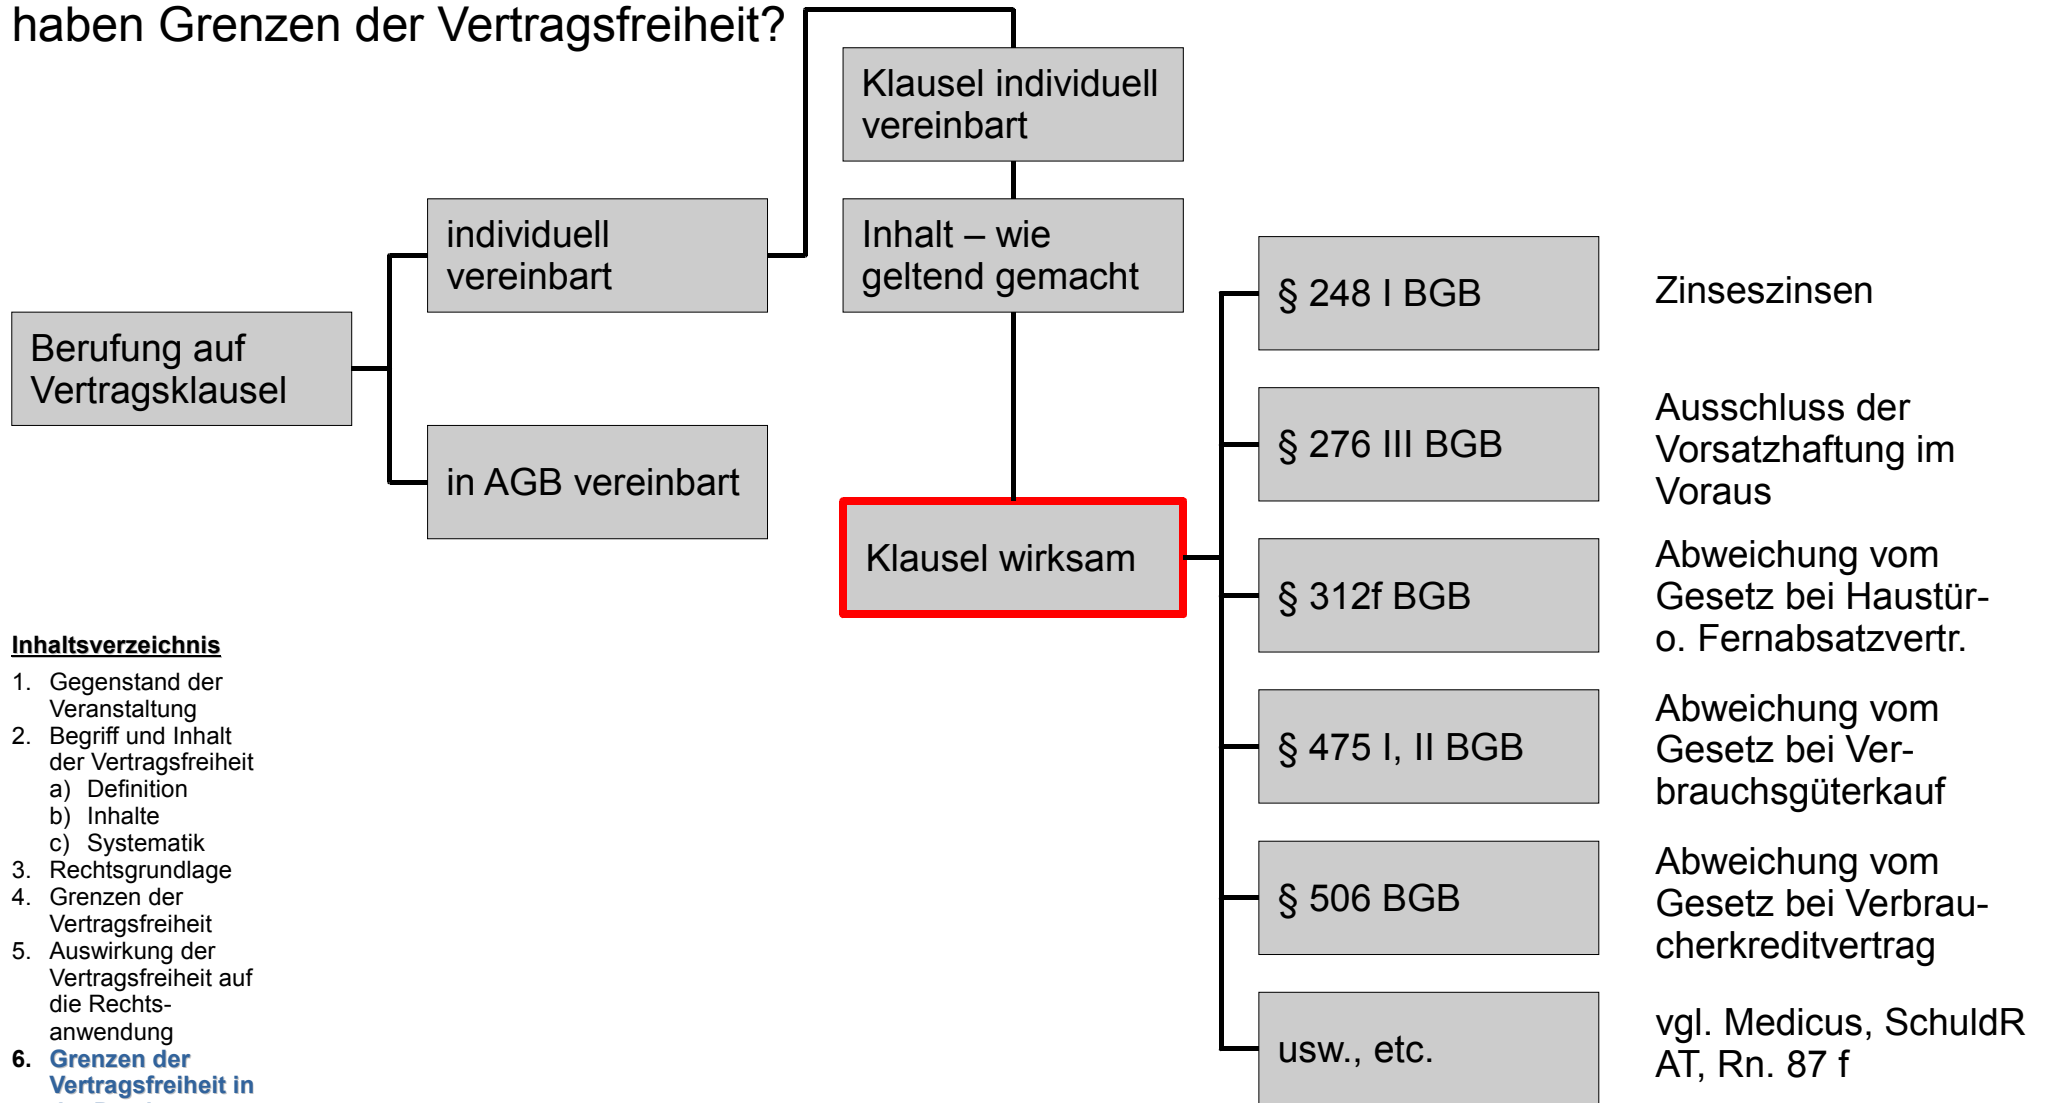 haben Grenzen der Vertragsfreiheit?
Berufung auf
Vertragsklausel
individuell
vereinbart
in AGB vereinbart
Klausel individuell
vereinbart
Inhalt – wie
geltend gemacht
Klausel wirksam
§ 248 I BGB
Zinseszinsen
§ 276 III BGB
Ausschluss der
Vorsatzhaftung im
Voraus
§ 312f BGB
Abweichung vom
Gesetz bei Haustür-
o. Fernabsatzvertr.
§ 475 I, II BGB
Abweichung vom
Gesetz bei Ver-
brauchsgüterkauf
§ 506 BGB
Abweichung vom
Gesetz bei Verbrau-
cherkreditvertrag
usw., etc.
vgl. Medicus, SchuldR
AT, Rn. 87 f
Inhaltsverzeichnis
1. Gegenstand der
Veranstaltung
2. Begriff und Inhalt
der Vertragsfreiheit
a) Definition
b) Inhalte
c) Systematik
3. Rechtsgrundlage
4. Grenzen der
Vertragsfreiheit
5. Auswirkung der
Vertragsfreiheit auf
die Rechts-
anwendung
6. Grenzen der
Vertragsfreiheit in